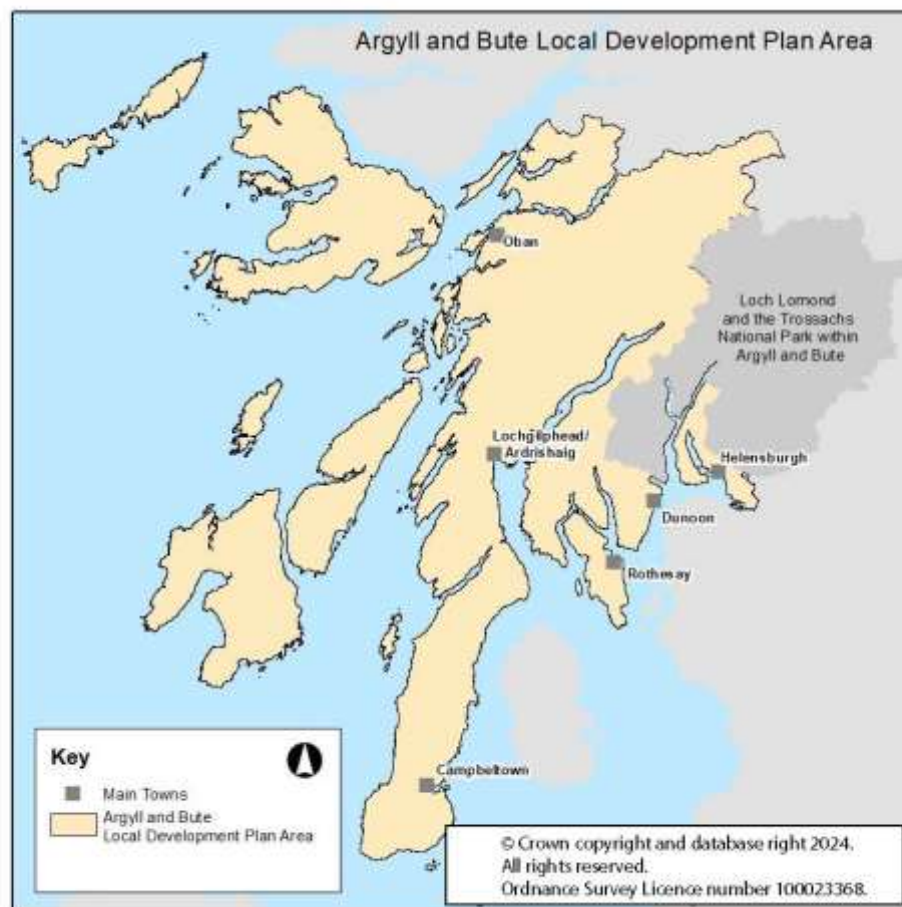 Argyll and Bute Local Development Plan Area
Oban
Loch Lomond
and the Trossachs
National Park within
Argyll and Bute
Lochgilphead/
Ardrishaig
Helensburgh
Dunoon
Rothesay
Campbeltown
Key
Main Towns
Argyll and Bute
Local Development Plan Area
© Crown copyright and database right 2024.
All rights reserved.
Ordnance Survey Licence number 100023368.